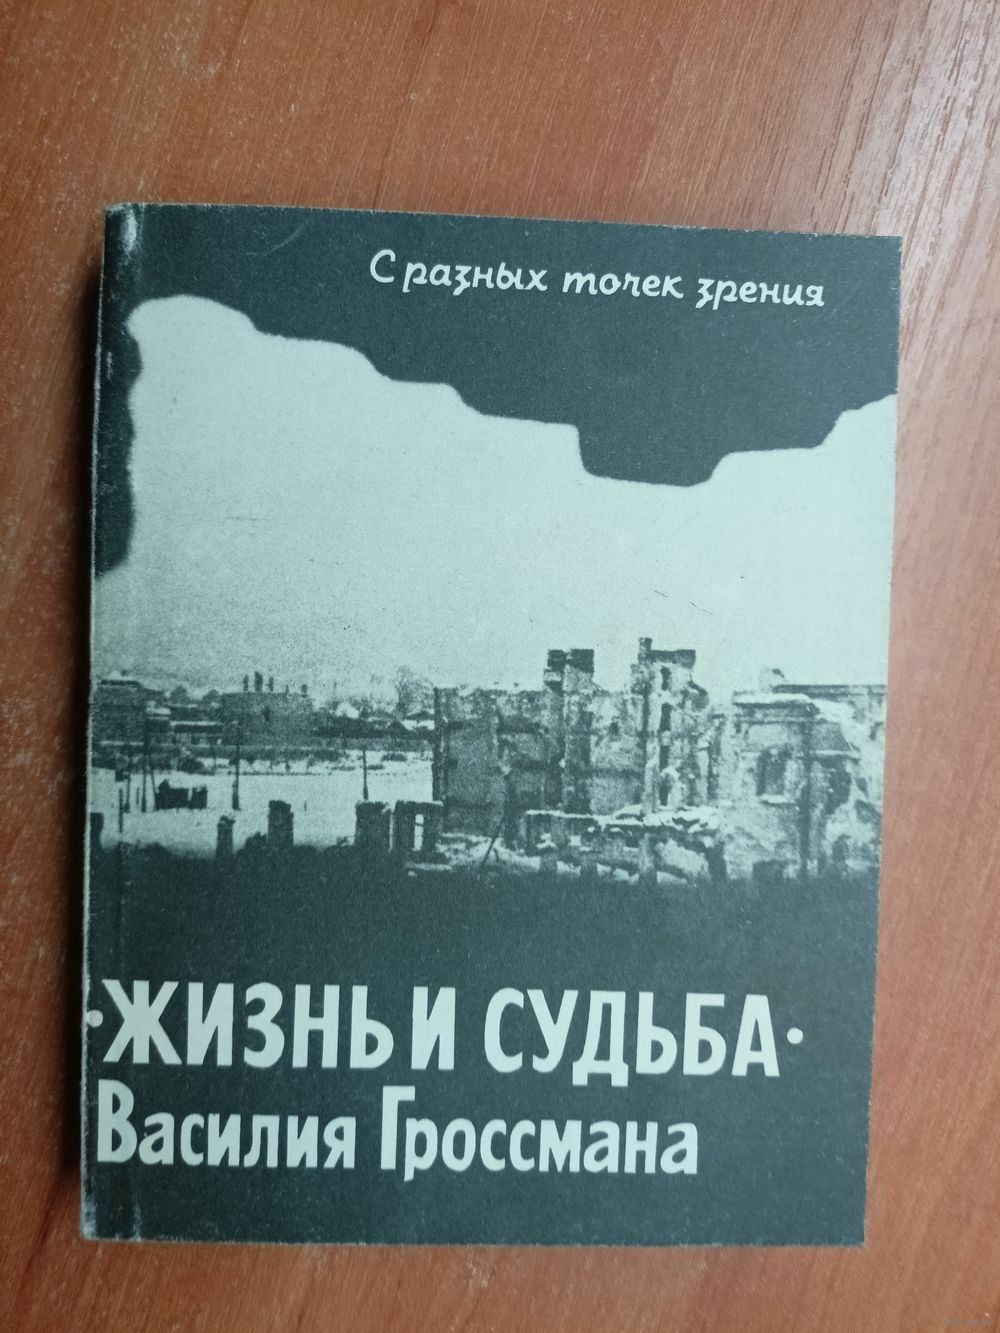 С разных точек зрения
·ЖИЗНЬ И СУДЬБА·
Василия Гроссмана